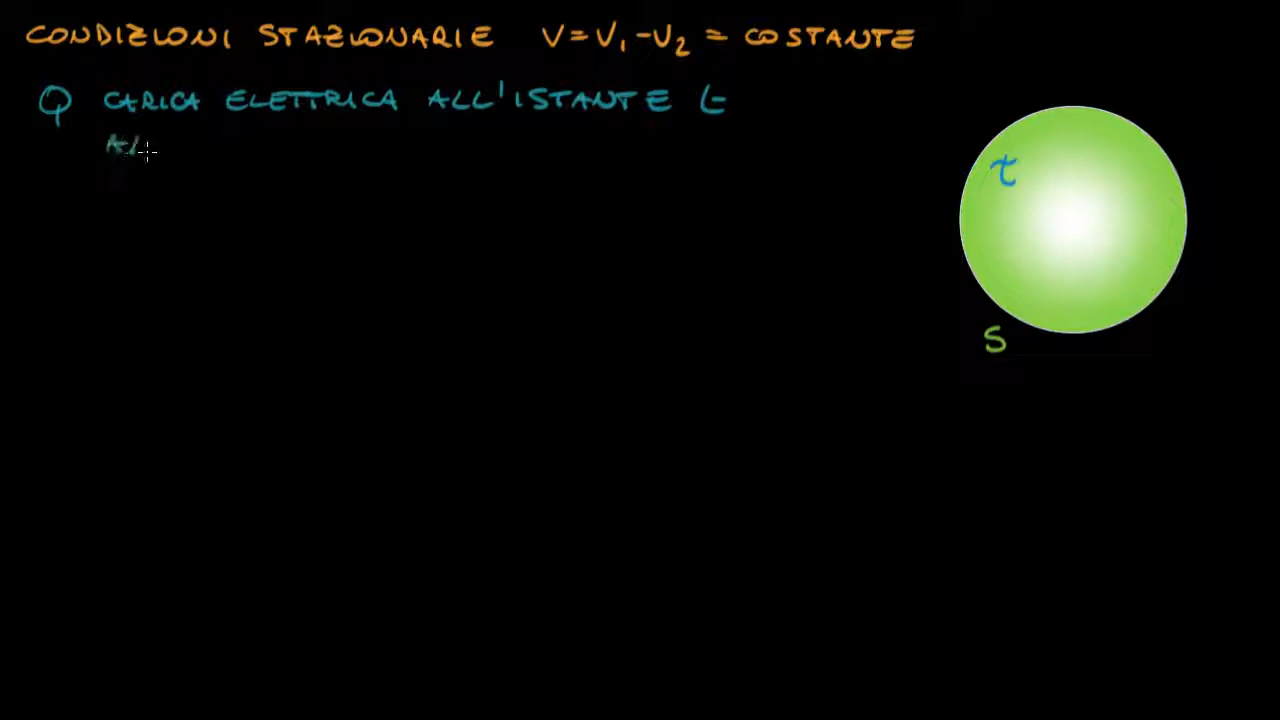 CONDIZIONI STAZIONARIE V=V₁-V₂ = COSTANTE
Q CARICA ELETTRICA ALL'ISTANTE t
τ
S